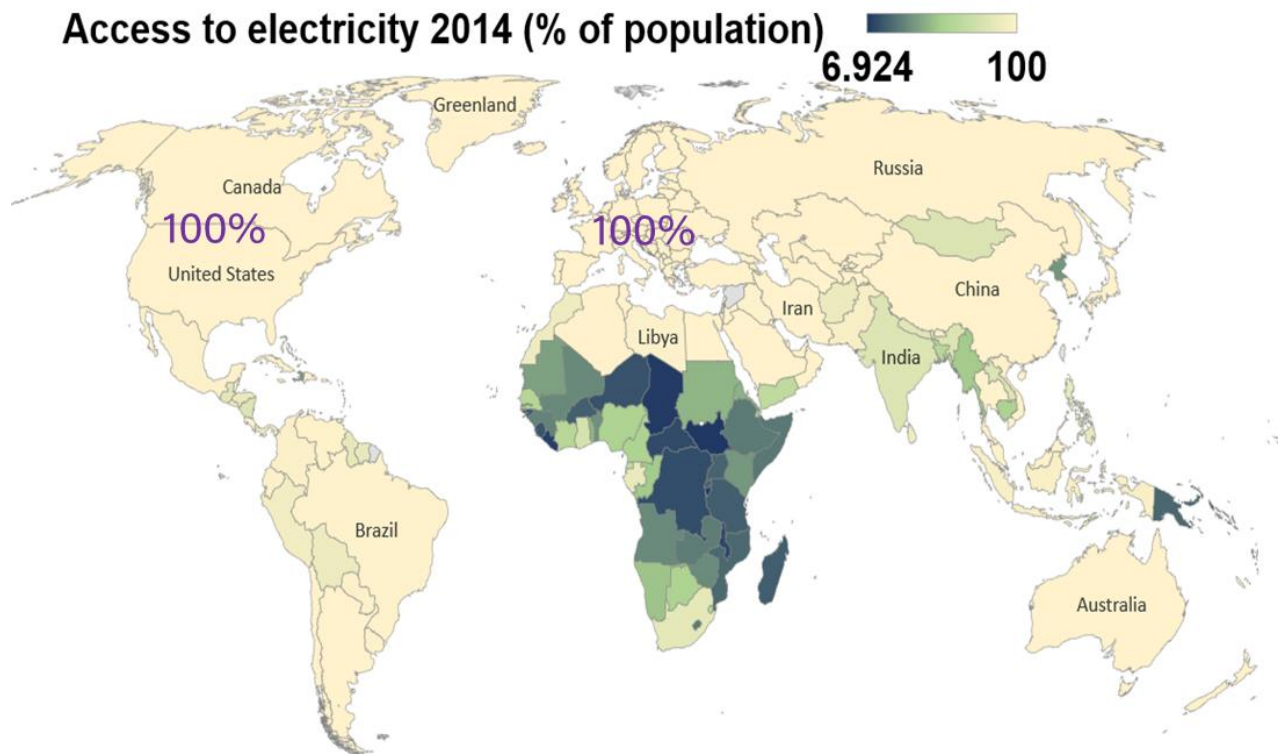 Access to electricity 2014 (% of population)
6.924 100
Greenland
Russia
Canada
100% 100%
United States
China
Iran
Libya
India
Brazil
Australia